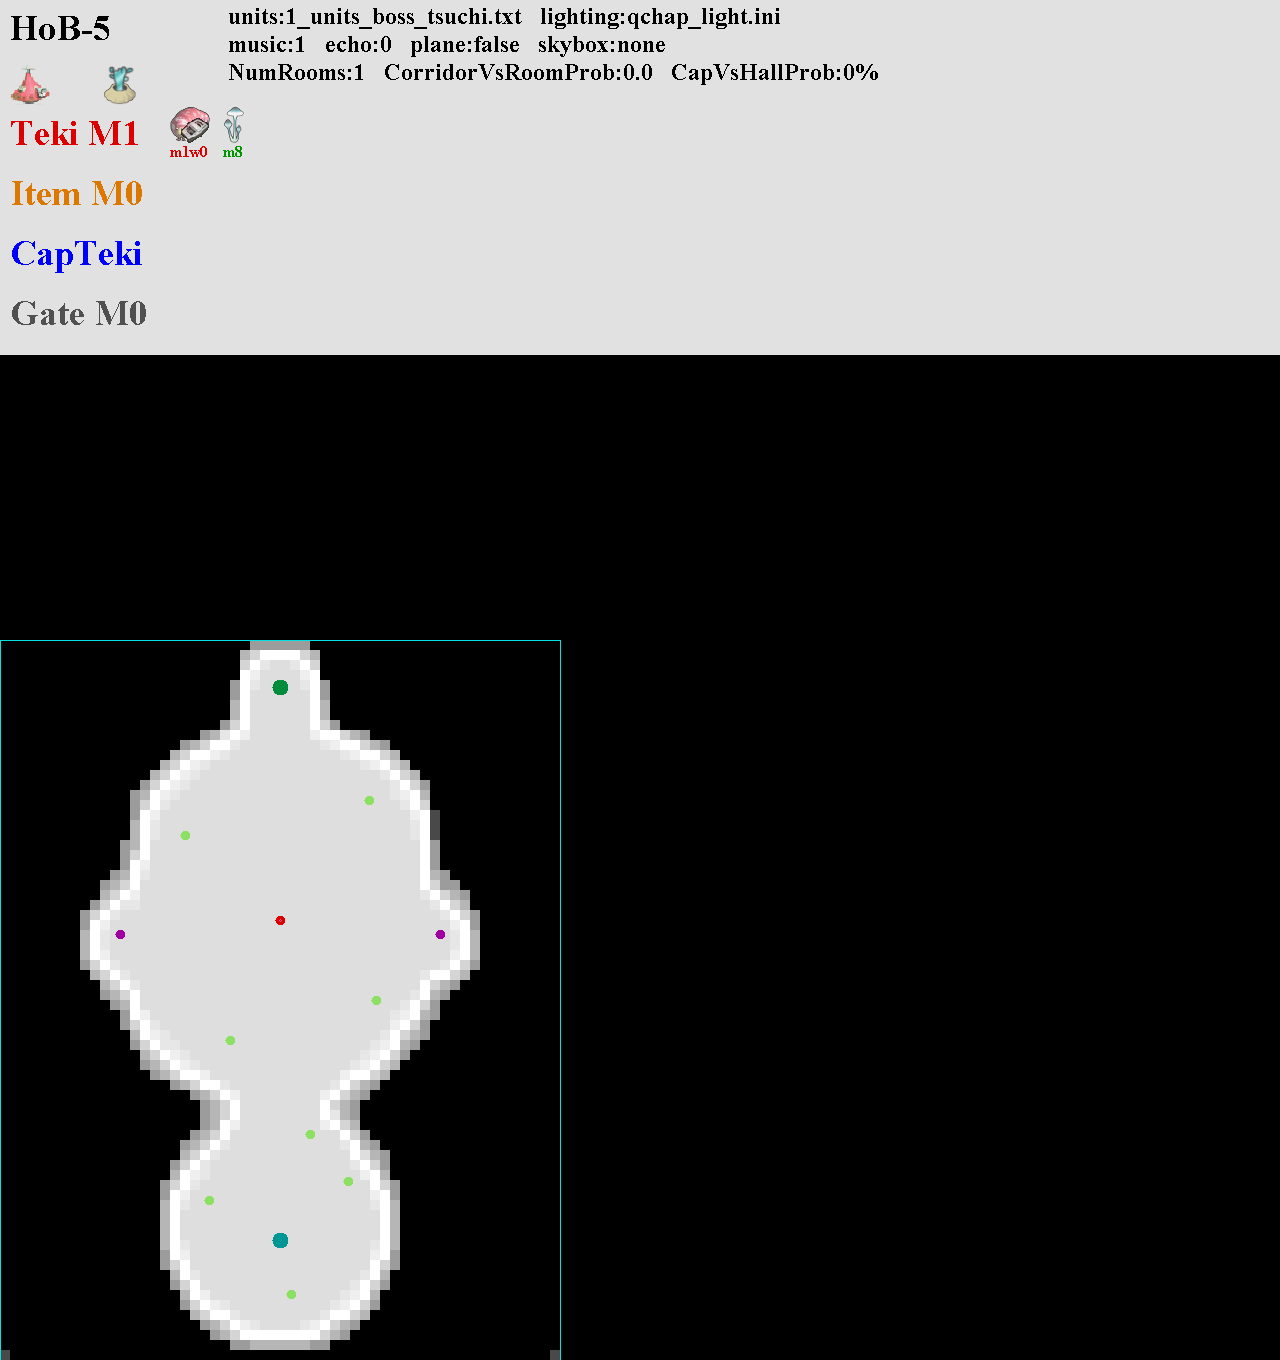 HoB-5
units:1_units_boss_tsuchi.txt lighting:qchap_light.ini
music:1 echo:0 plane:false skybox:none
NumRooms:1 CorridorVsRoomProb:0.0 CapVsHallProb:0%
Teki M1
m1w0 m8
Item M0
CapTeki
Gate M0